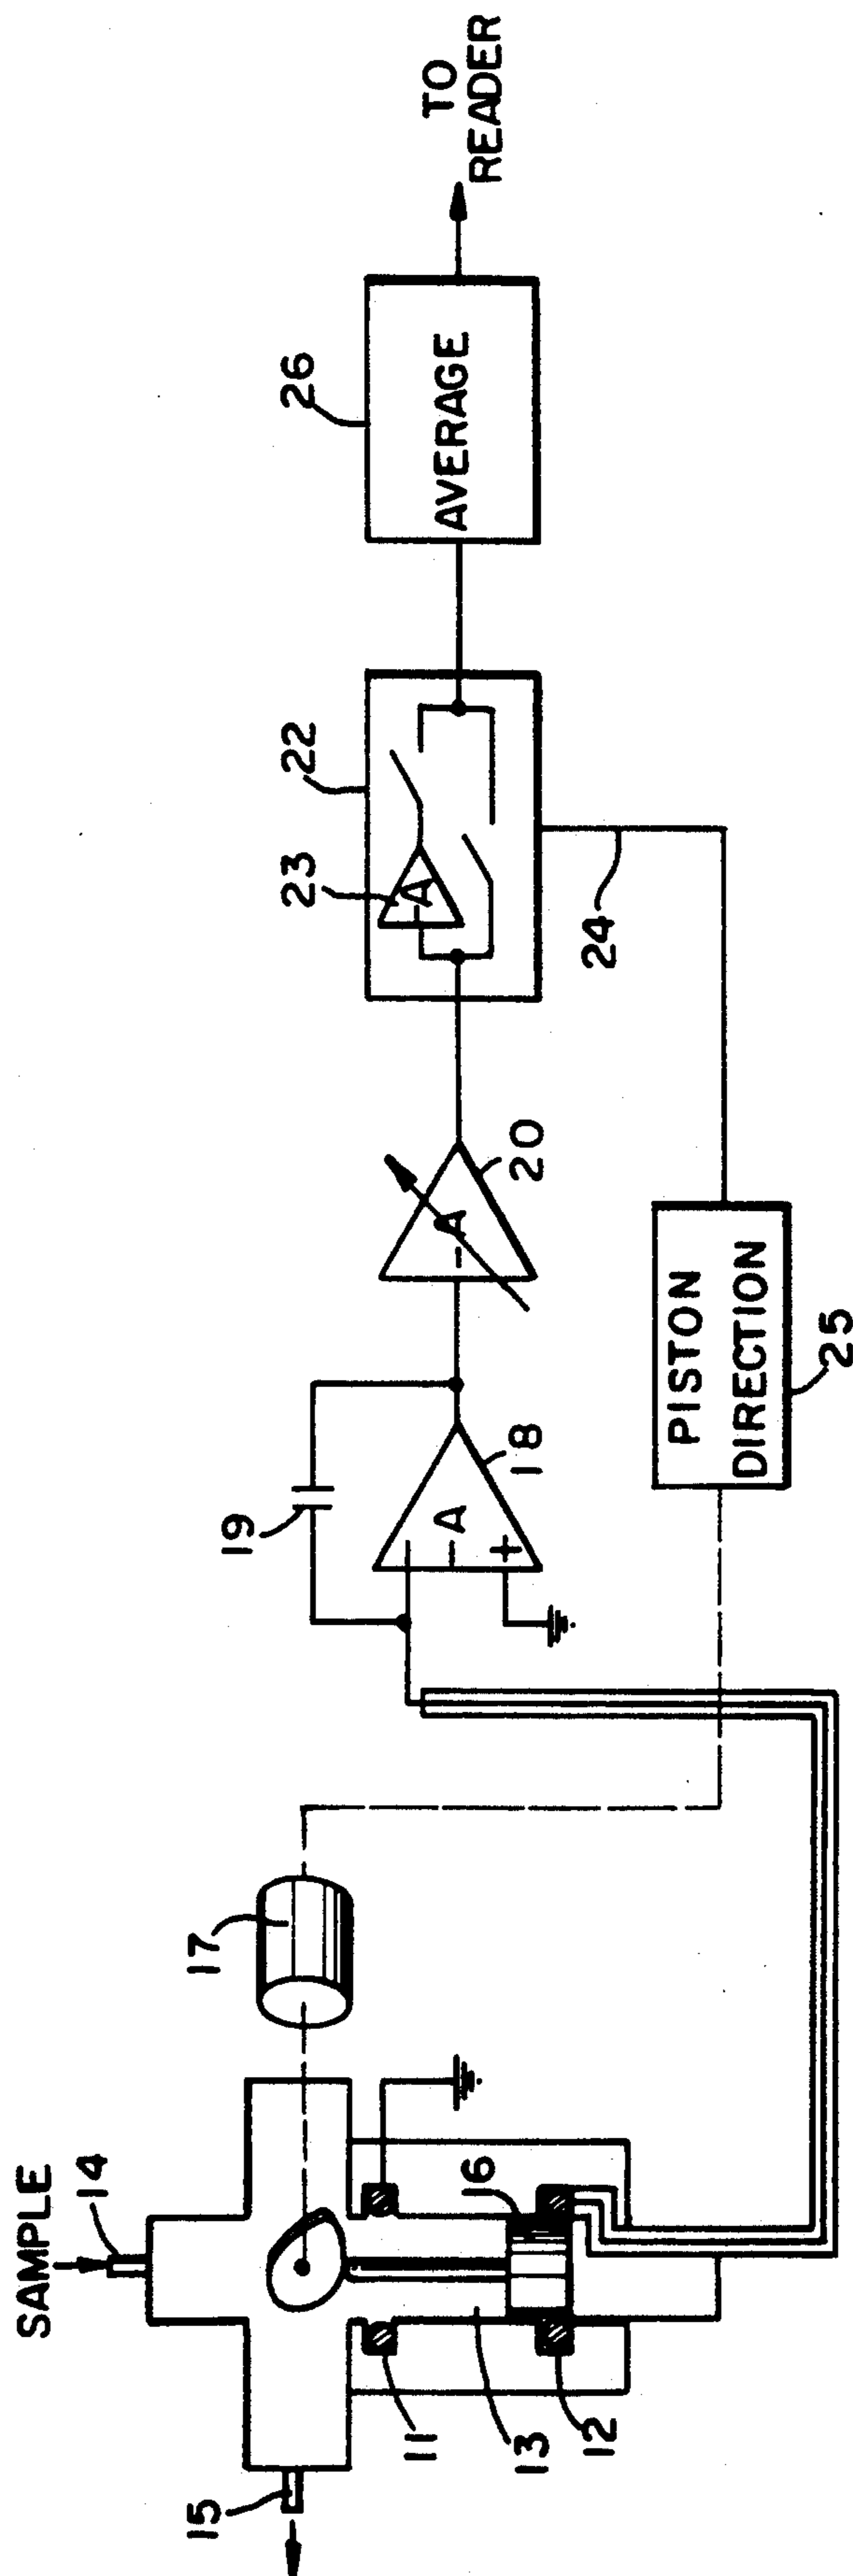 SAMPLE
14
15
11
13
12
16
17
19
-
-A
+
18
-A
20
22
23
-A
24
PISTON
DIRECTION
25
26
AVERAGE
TO
READER